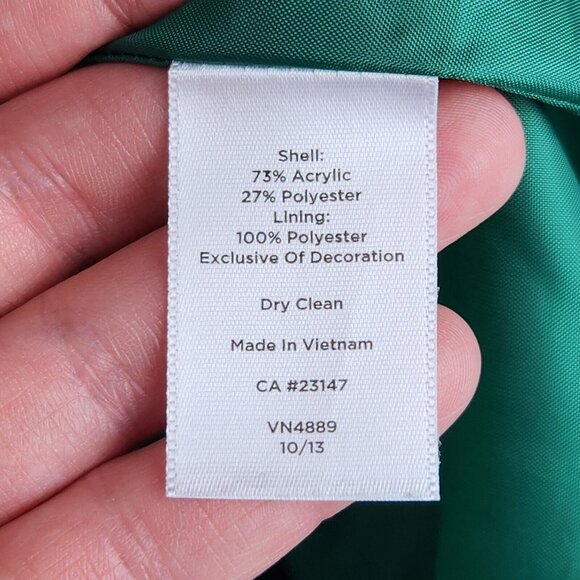 Shell:
73% Acrylic
27% Polyester
Lining:
100% Polyester
Exclusive Of Decoration
Dry Clean
Made In Vietnam
CA #23147
VN4889
10/13